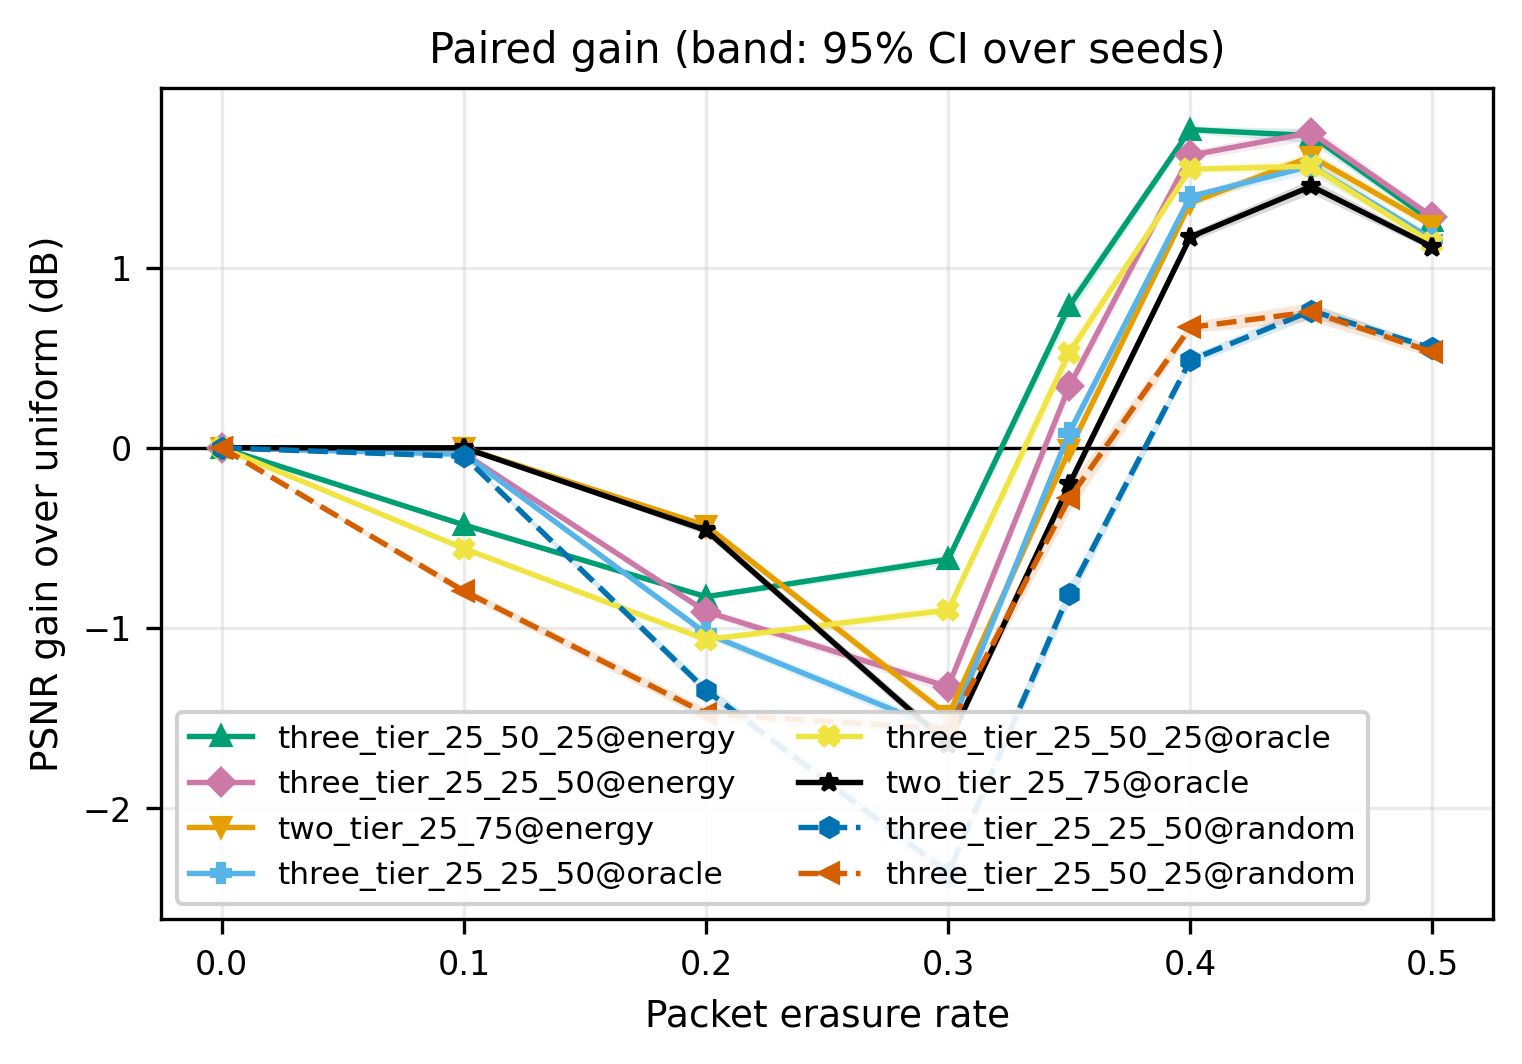 Paired gain (band: 95% CI over seeds)
PSNR gain over uniform (dB)
1
0
−1
−2
three_tier_25_50_25@energy
three_tier_25_25_50@energy
two_tier_25_75@energy
three_tier_25_25_50@oracle
three_tier_25_50_25@oracle
two_tier_25_75@oracle
three_tier_25_25_50@random
three_tier_25_50_25@random
0.0 0.1 0.2 0.3 0.4 0.5
Packet erasure rate